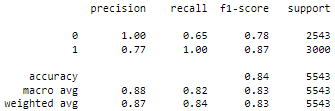 precision recall f1-score support
0 1.00 0.65 0.78 2543
1 0.77 1.00 0.87 3000
accuracy 0.84 5543
macro avg 0.88 0.82 0.83 5543
weighted avg 0.87 0.84 0.83 5543